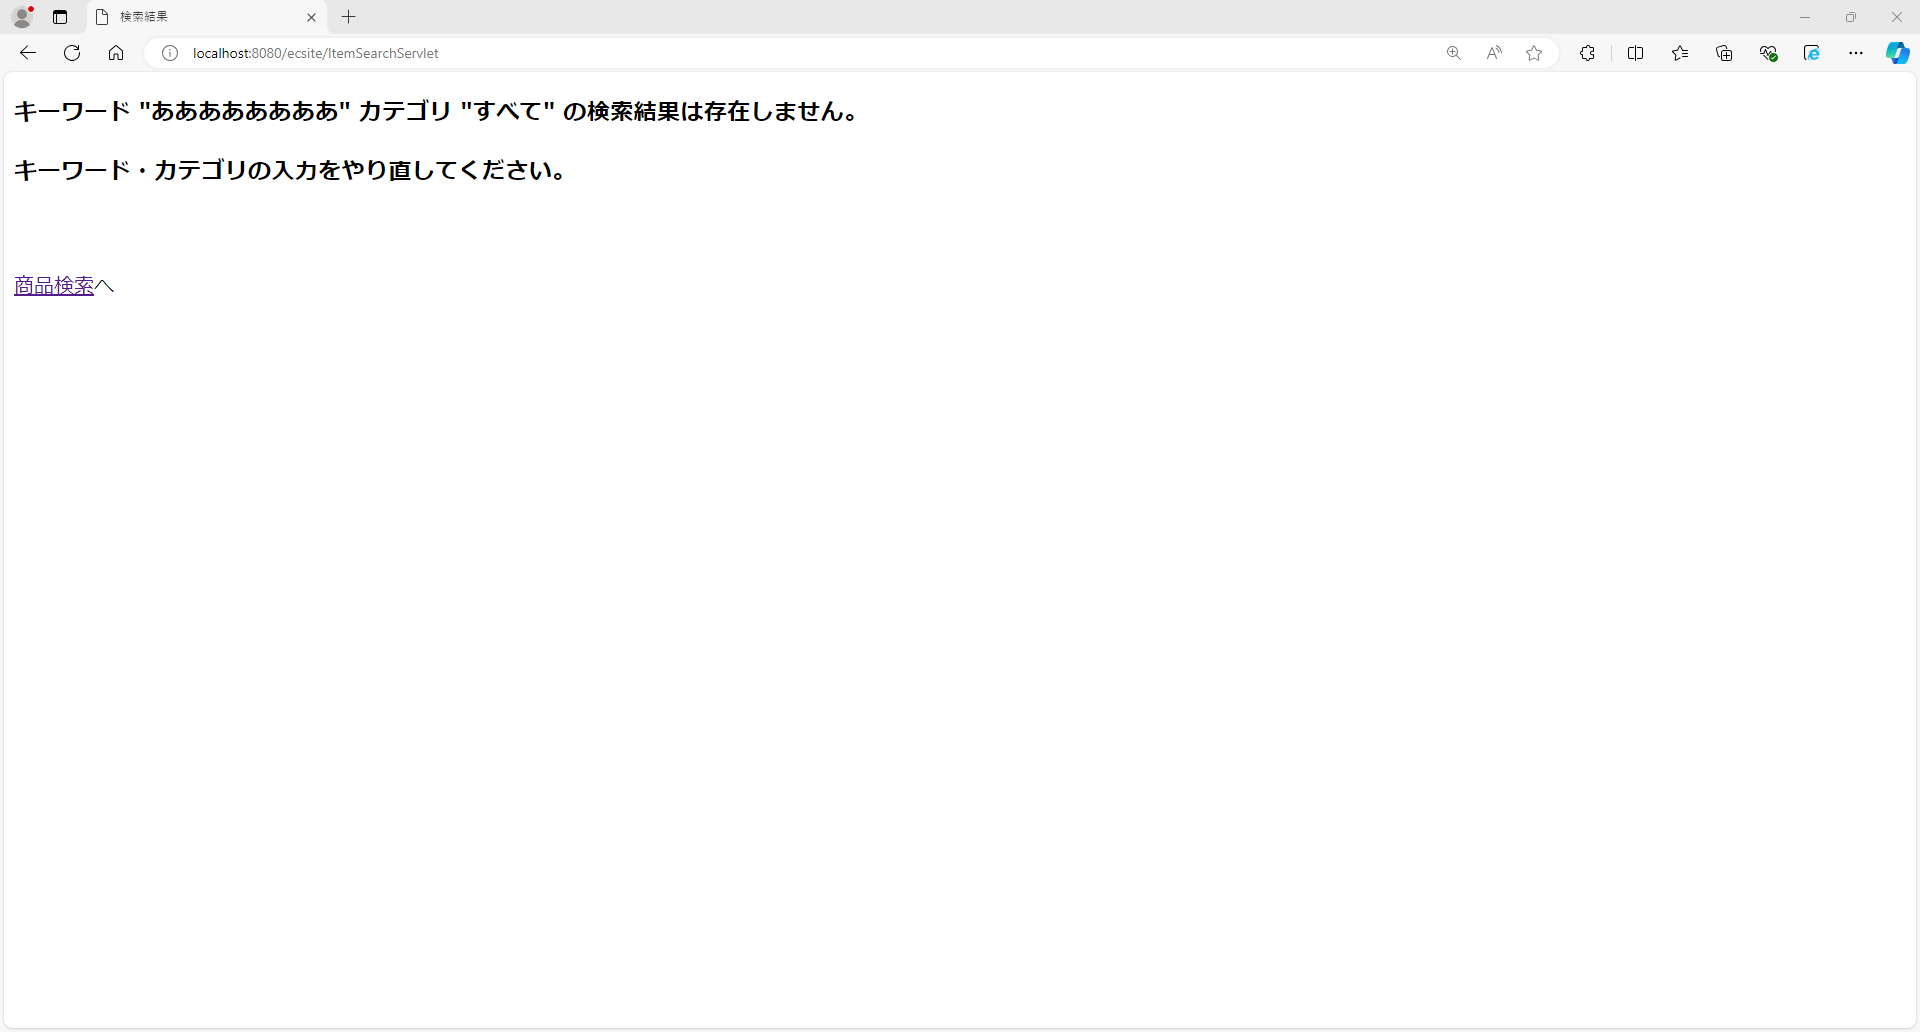 検索結果
localhost:8080/ecsite/ItemSearchServlet
キーワード "ああああああああ" カテゴリ "すべて" の検索結果は存在しません。
キーワード・カテゴリの入力をやり直してください。
商品検索へ